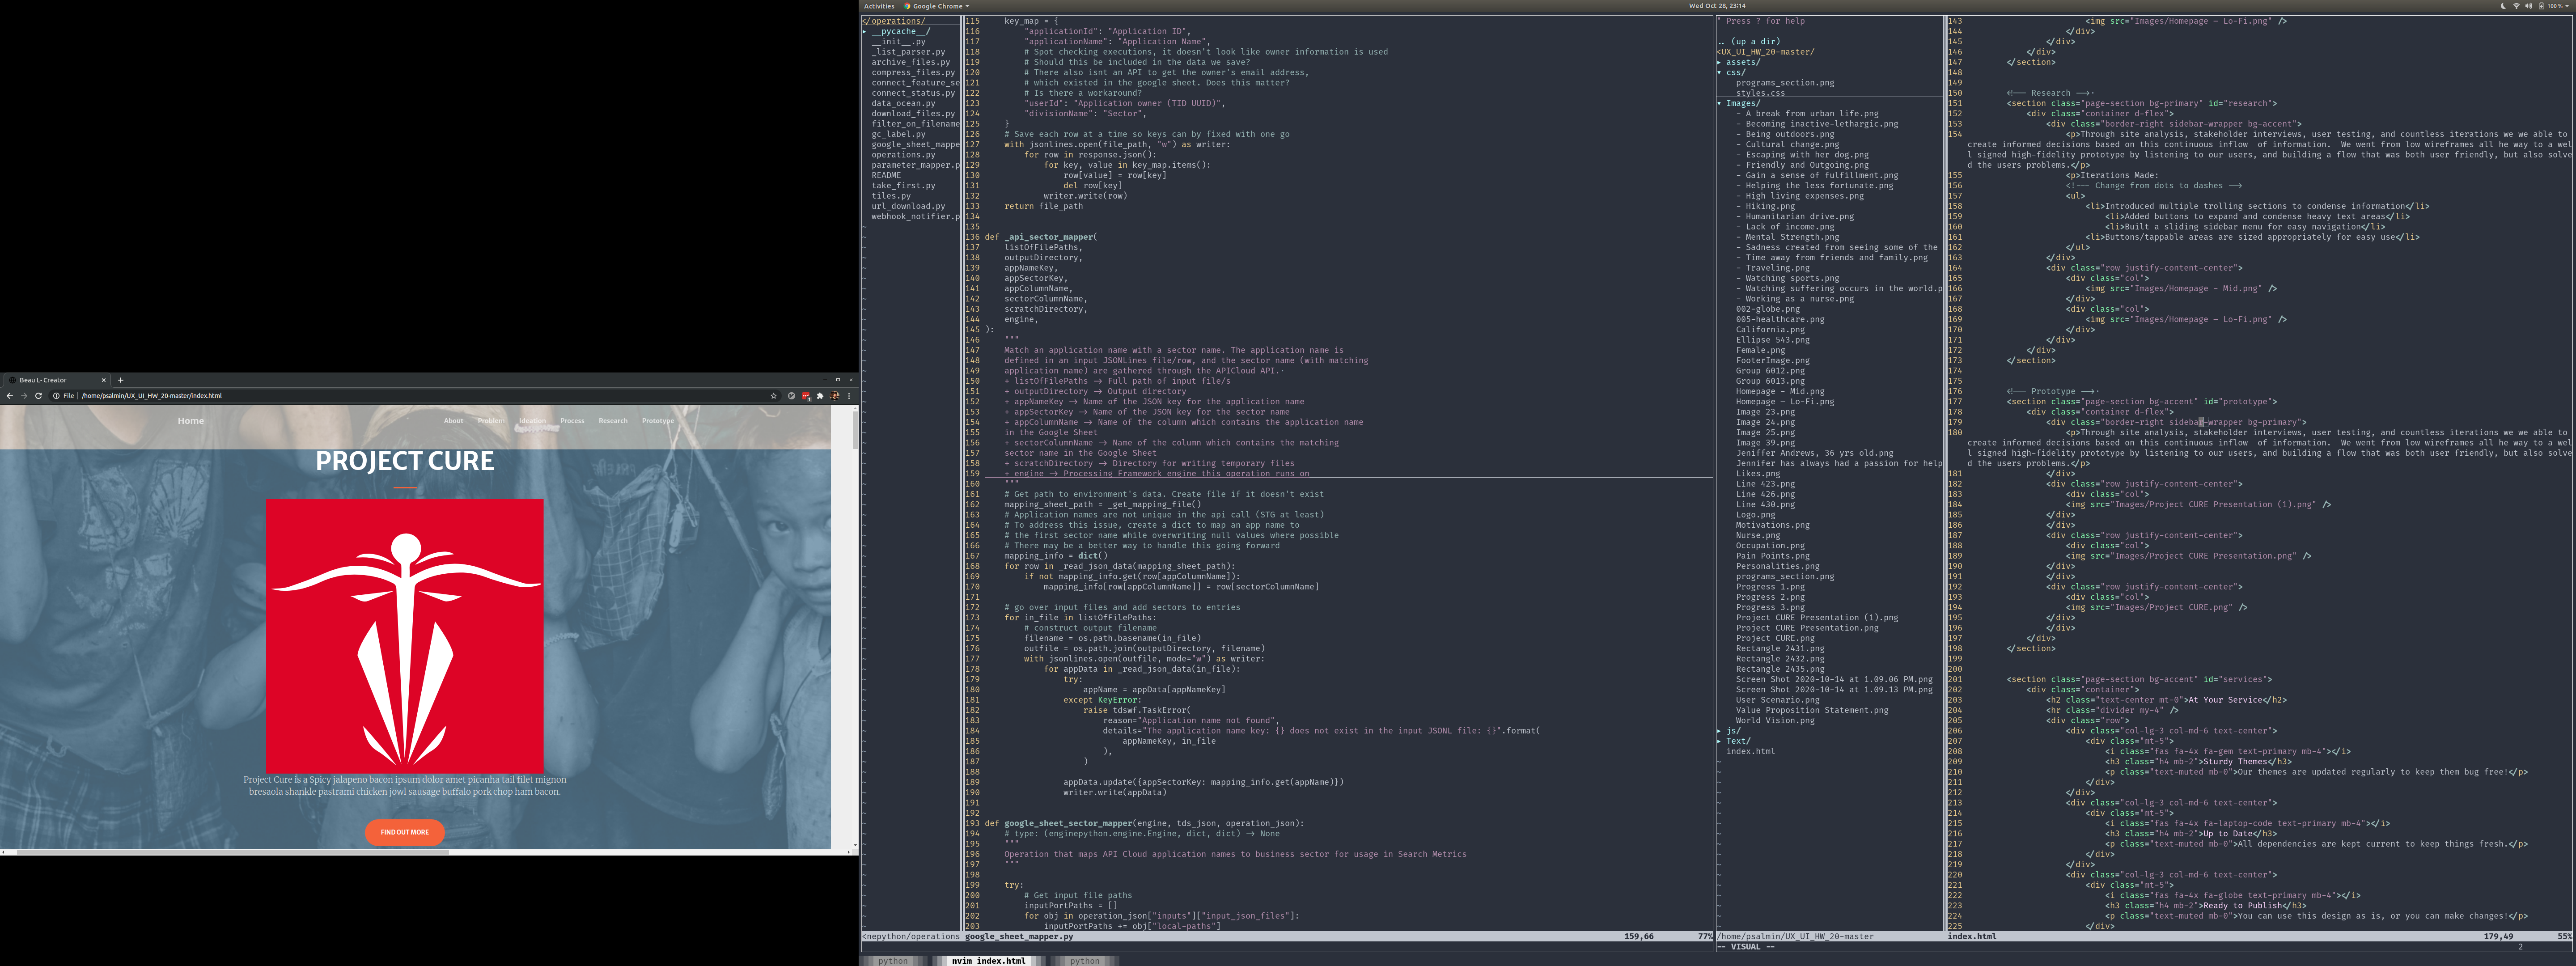 Activities
Google Chrome
Wed Oct 28, 23:14
100 %
Beau L- Creator
File
/home/psalmin/UX_UI_HW_20-master/index.html
Home
About
Problem
Ideation
Process
Research
Prototype
PROJECT CURE
Project Cure is a Spicy jalapeno bacon ipsum dolor amet picanha tail filet mignon
bresaola shankle pastrami chicken jowl sausage buffalo pork chop ham bacon.
FIND OUT MORE
</operations/
▸ __pycache__/
__init__.py
_list_parser.py
archive_files.py
compress_files.py
connect_feature_se
connect_status.py
data_ocean.py
download_files.py
filter_on_filename
gc_label.py
google_sheet_mappe
operations.py
parameter_mapper.p
README
take_first.py
tiles.py
url_download.py
webhook_notifier.p
115     key_map = {
116         "applicationId": "Application ID",
117         "applicationName": "Application Name",
118         # Spot checking executions, it doesn't look like owner information is used
119         # Should this be included in the data we save?
120         # There also isnt an API to get the owner's email address,
121         # which existed in the google sheet. Does this matter?
122         # Is there a workaround?
123         "userId": "Application owner (TID UUID)",
124         "divisionName": "Sector",
125     }
126     # Save each row at a time so keys can by fixed with one go
127     with jsonlines.open(file_path, "w") as writer:
128         for row in response.json():
129             for key, value in key_map.items():
130                 row[value] = row[key]
131                 del row[key]
132             writer.write(row)
133     return file_path
134
135
136 def _api_sector_mapper(
137     listOfFilePaths,
138     outputDirectory,
139     appNameKey,
140     appSectorKey,
141     appColumnName,
142     sectorColumnName,
143     scratchDirectory,
144     engine,
145 ):
146     """
147     Match an application name with a sector name. The application name is
148     defined in an input JSONLines file/row, and the sector name (with matching
149     application name) are gathered through the APICloud API.·
150     + listOfFilePaths -> Full path of input file/s
151     + outputDirectory -> Output directory
152     + appNameKey -> Name of the JSON key for the application name
153     + appSectorKey -> Name of the JSON key for the sector name
154     + appColumnName -> Name of the column which contains the application name
155     in the Google Sheet
156     + sectorColumnName -> Name of the column which contains the matching
157     sector name in the Google Sheet
158     + scratchDirectory -> Directory for writing temporary files
159     + engine -> Processing Framework engine this operation runs on
160     """
161     # Get path to environment's data. Create file if it doesn't exist
162     mapping_sheet_path = _get_mapping_file()
163     # Application names are not unique in the api call (STG at least)
164     # To address this issue, create a dict to map an app name to
165     # the first sector name while overwriting null values where possible
166     # There may be a better way to handle this going forward
167     mapping_info = dict()
168     for row in _read_json_data(mapping_sheet_path):
169         if not mapping_info.get(row[appColumnName]):
170             mapping_info[row[appColumnName]] = row[sectorColumnName]
171
172     # go over input files and add sectors to entries
173     for in_file in listOfFilePaths:
174         # construct output filename
175         filename = os.path.basename(in_file)
176         outfile = os.path.join(outputDirectory, filename)
177         with jsonlines.open(outfile, mode="w") as writer:
178             for appData in _read_json_data(in_file):
179                 try:
180                     appName = appData[appNameKey]
181                 except KeyError:
182                     raise tdswf.TaskError(
183                         reason="Application name not found",
184                         details="The application name key: {} does not exist in the input JSONL file: {}".format(
185                             appNameKey, in_file
186                         ),
187                     )
188
189                 appData.update({appSectorKey: mapping_info.get(appName)})
190                 writer.write(appData)
191
192
193 def google_sheet_sector_mapper(engine, tds_json, operation_json):
194     # type: (enginepython.engine.Engine, dict, dict) -> None
195     """
196     Operation that maps API Cloud application names to business sector for usage in Search Metrics
197     """
198
199     try:
200         # Get input file paths
201         inputPortPaths = []
202         for obj in operation_json["inputs"]["input_json_files"]:
203             inputPortPaths += obj["local-paths"]
<nepython/operations google_sheet_mapper.py 159,66 77%
" Press ? for help
.. (up a dir)
<UX_UI_HW_20-master/
▸ assets/
▾ css/
programs_section.png
styles.css
▾ Images/
- A break from urban life.png
- Becoming inactive-lethargic.png
- Being outdoors.png
- Cultural change.png
- Escaping with her dog.png
- Friendly and Outgoing.png
- Gain a sense of fulfillment.png
- Helping the less fortunate.png
- High living expenses.png
- Hiking.png
- Humanitarian drive.png
- Lack of income.png
- Mental Strength.png
- Sadness created from seeing some of the
- Time away from friends and family.png
- Traveling.png
- Watching sports.png
- Watching suffering occurs in the world.p
- Working as a nurse.png
002-globe.png
005-healthcare.png
California.png
Ellipse 543.png
Female.png
FooterImage.png
Group 6012.png
Group 6013.png
Homepage - Mid.png
Homepage – Lo-Fi.png
Image 23.png
Image 24.png
Image 25.png
Image 39.png
Jeniffer Andrews, 36 yrs old.png
Jennifer has always had a passion for help
Likes.png
Line 423.png
Line 426.png
Line 430.png
Logo.png
Motivations.png
Nurse.png
Occupation.png
Pain Points.png
Personalities.png
programs_section.png
Progress 1.png
Progress 2.png
Progress 3.png
Project CURE Presentation (1).png
Project CURE Presentation.png
Project CURE.png
Rectangle 2431.png
Rectangle 2432.png
Rectangle 2435.png
Screen Shot 2020-10-14 at 1.09.06 PM.png
Screen Shot 2020-10-14 at 1.09.13 PM.png
User Scenario.png
Value Proposition Statement.png
World Vision.png
▸ js/
▸ Text/
index.html
143                         <img src="Images/Homepage – Lo-Fi.png" />
144                     </div>
145                 </div>
146             </div>
147         </section>
148
149
150         <!-- Research -->·
151         <section class="page-section bg-primary" id="research">
152             <div class="container d-flex">
153                 <div class="border-right sidebar-wrapper bg-accent">
154                     <p>Through site analysis, stakeholder interviews, user testing, and countless iterations we we able to
create informed decisions based on this continuous inflow  of information.  We went from low wireframes all he way to a wel
l signed high-fidelity prototype by listening to our users, and building a flow that was both user friendly, but also solve
d the users problems.</p>
155                     <p>Iterations Made:
156                     <!-- Change from dots to dashes -->
157                     <ul>
158                         <li>Introduced multiple trolling sections to condense information</li>
159                             <li>Added buttons to expand and condense heavy text areas</li>
160                             <li>Built a sliding sidebar menu for easy navigation</li>
161                         <li>Buttons/tappable areas are sized appropriately for easy use</li>
162                     </ul>
163                 </div>
164                 <div class="row justify-content-center">
165                     <div class="col">
166                         <img src="Images/Homepage - Mid.png" />
167                     </div>
168                     <div class="col">
169                         <img src="Images/Homepage – Lo-Fi.png" />
170                     </div>
171                 </div>
172             </div>
173         </section>
174
175
176         <!-- Prototype -->·
177         <section class="page-section bg-accent" id="prototype">
178             <div class="container d-flex">
179                 <div class="border-right sidebar-wrapper bg-primary">
180                     <p>Through site analysis, stakeholder interviews, user testing, and countless iterations we we able to
create informed decisions based on this continuous inflow  of information.  We went from low wireframes all he way to a wel
l signed high-fidelity prototype by listening to our users, and building a flow that was both user friendly, but also solve
d the users problems.</p>
181                 </div>
182                 <div class="row justify-content-center">
183                     <div class="col">
184                     <img src="Images/Project CURE Presentation (1).png" />
185                 </div>
186                 </div>
187                 <div class="row justify-content-center">
188                     <div class="col">
189                     <img src="Images/Project CURE Presentation.png" />
190                 </div>
191                 </div>
192                 <div class="row justify-content-center">
193                     <div class="col">
194                     <img src="Images/Project CURE.png" />
195                 </div>
196                 </div>
197             </div>
198         </section>
199
200
201         <section class="page-section bg-accent" id="services">
202             <div class="container">
203                 <h2 class="text-center mt-0">At Your Service</h2>
204                 <hr class="divider my-4" />
205                 <div class="row">
206                     <div class="col-lg-3 col-md-6 text-center">
207                         <div class="mt-5">
208                             <i class="fas fa-4x fa-gem text-primary mb-4"></i>
209                             <h3 class="h4 mb-2">Sturdy Themes</h3>
210                             <p class="text-muted mb-0">Our themes are updated regularly to keep them bug free!</p>
211                         </div>
212                     </div>
213                     <div class="col-lg-3 col-md-6 text-center">
214                         <div class="mt-5">
215                             <i class="fas fa-4x fa-laptop-code text-primary mb-4"></i>
216                             <h3 class="h4 mb-2">Up to Date</h3>
217                             <p class="text-muted mb-0">All dependencies are kept current to keep things fresh.</p>
218                         </div>
219                     </div>
220                     <div class="col-lg-3 col-md-6 text-center">
221                         <div class="mt-5">
222                             <i class="fas fa-4x fa-globe text-primary mb-4"></i>
223                             <h3 class="h4 mb-2">Ready to Publish</h3>
224                             <p class="text-muted mb-0">You can use this design as is, or you can make changes!</p>
225                         </div>
/home/psalmin/UX_UI_HW_20-master index.html 179,49 55%
-- VISUAL -- 2
python
nvim index.html
python